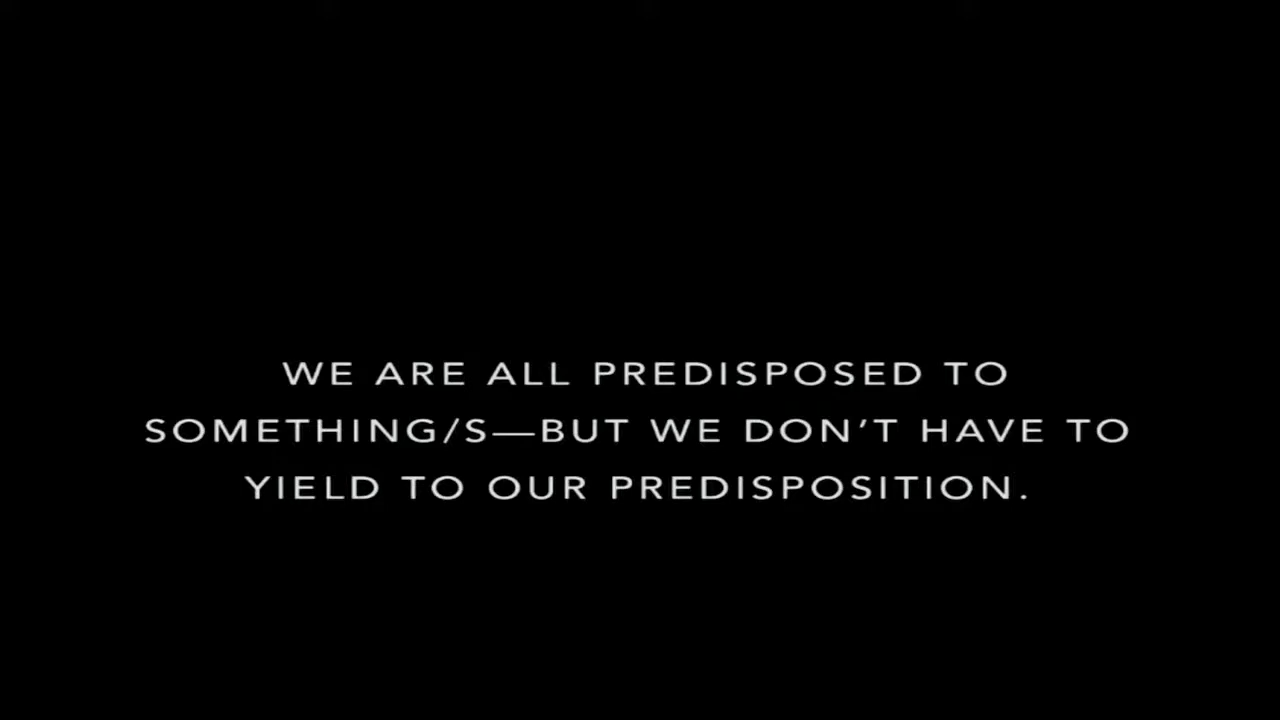 WE ARE ALL PREDISPOSED TO
SOMETHING/S—BUT WE DON’T HAVE TO
YIELD TO OUR PREDISPOSITION.